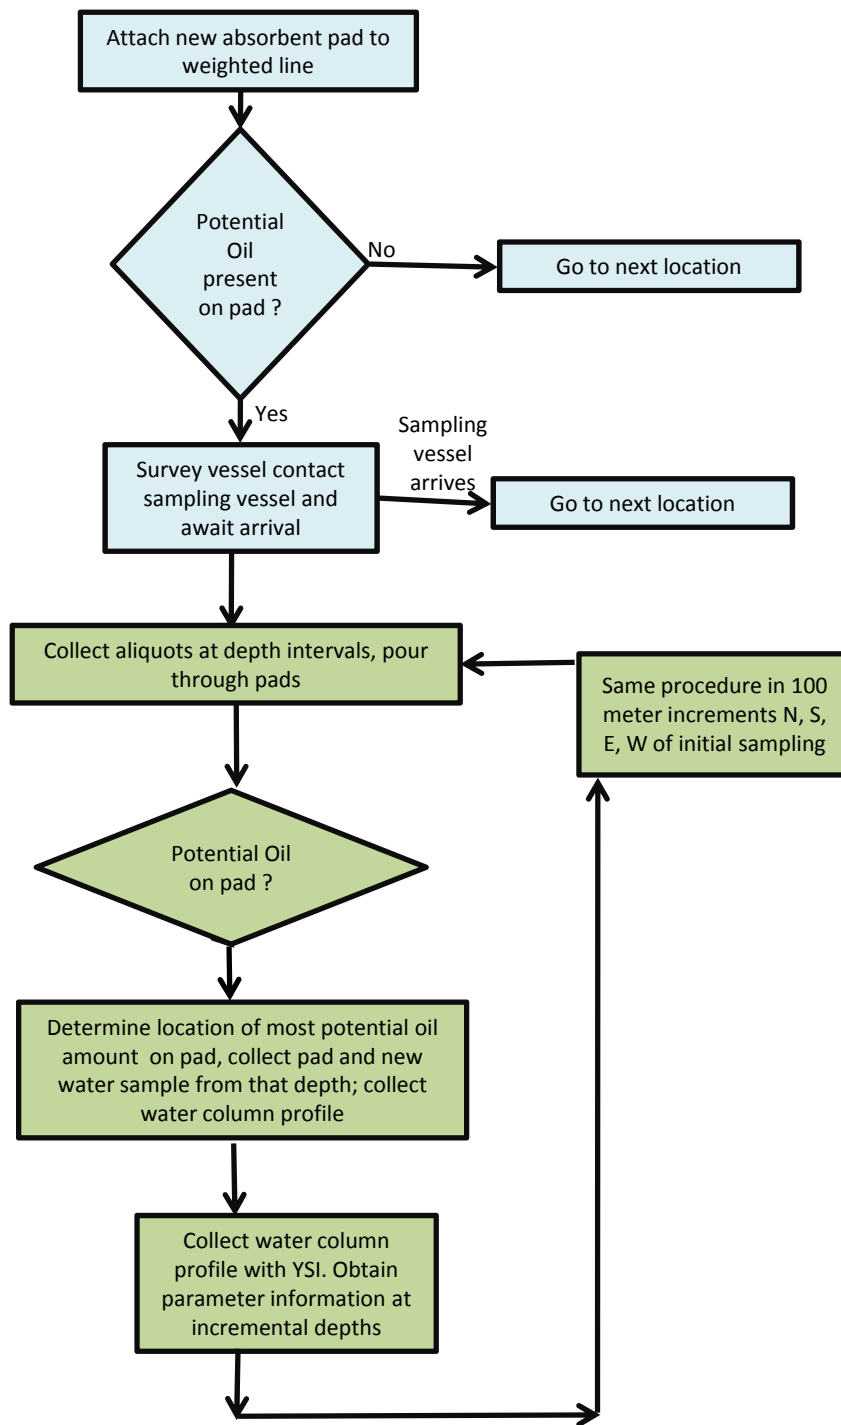 Attach new absorbent pad to
weighted line
Potential
Oil
present
on pad ?
No
Go to next location
Yes
Survey vessel contact
sampling vessel and
await arrival
Sampling
vessel
arrives
Go to next location
Collect aliquots at depth intervals, pour
through pads
Same procedure in 100
meter increments N, S,
E, W of initial sampling
Potential Oil
on pad ?
Determine location of most potential oil
amount on pad, collect pad and new
water sample from that depth; collect
water column profile
Collect water column
profile with YSI. Obtain
parameter information at
incremental depths